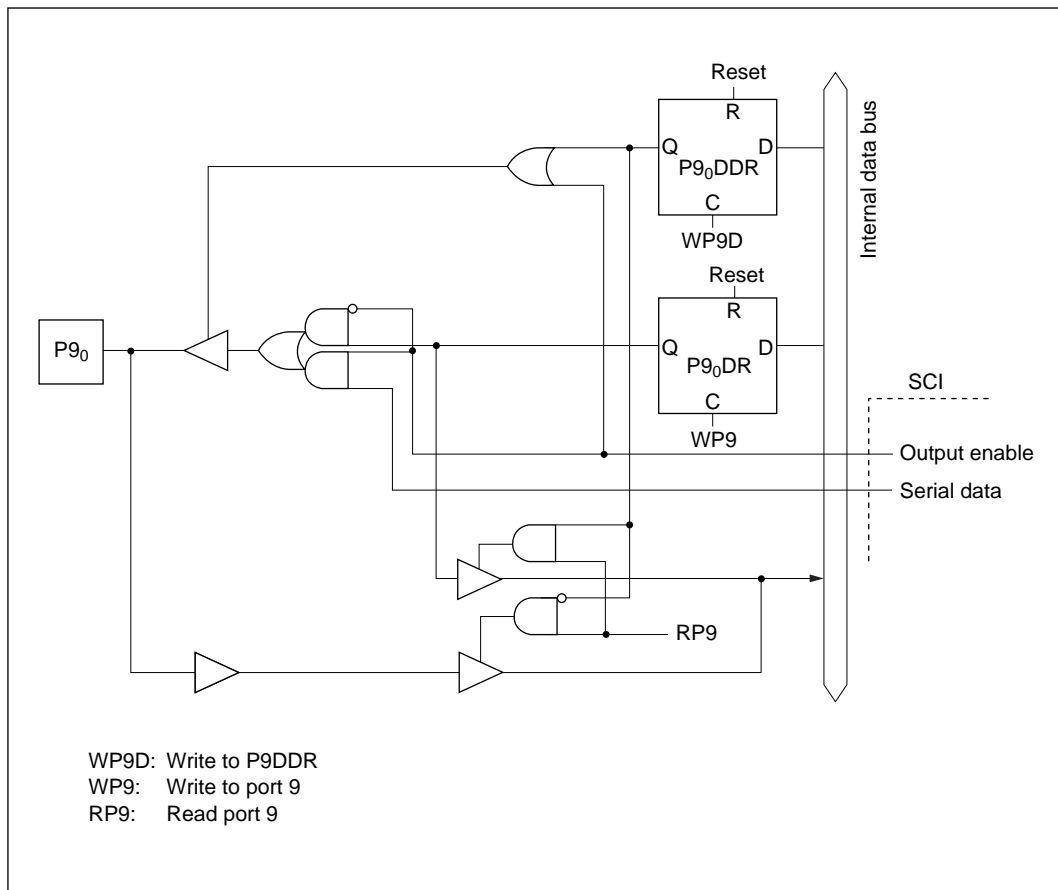 Reset
R
Q D
P9₀DDR
C
WP9D
Internal data bus
Reset
R
P9₀
Q D
P9₀DR
C
WP9
SCI
Output enable
Serial data
RP9
WP9D: Write to P9DDR
WP9: Write to port 9
RP9: Read port 9